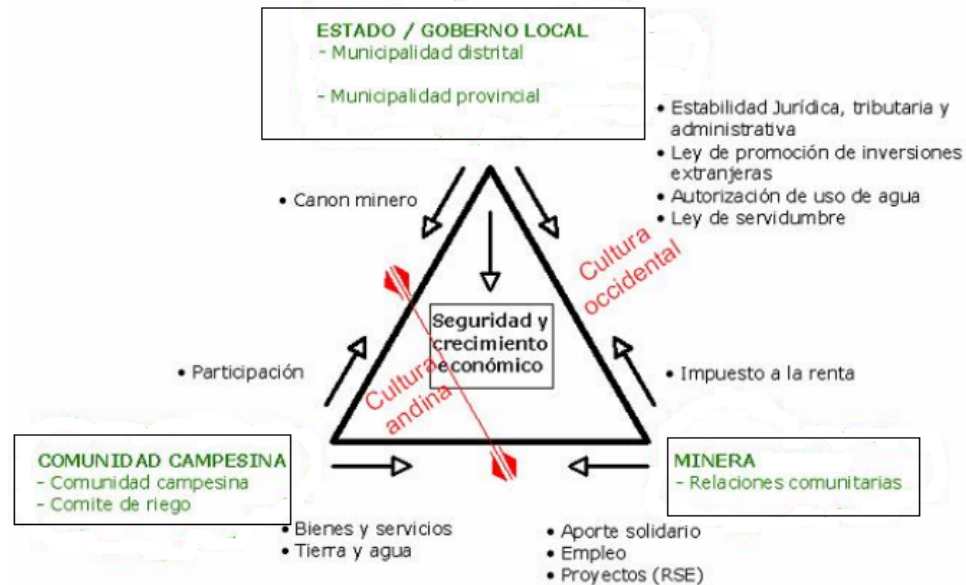 ESTADO / GOBERNO LOCAL
- Municipalidad distrital
- Municipalidad provincial
• Estabilidad Jurídica, tributaria y
administrativa
• Ley de promoción de inversiones
extranjeras
• Autorización de uso de agua
• Ley de servidumbre
• Canon minero
Cultura
occidental
Seguridad y
crecimiento
económico
Cultura
andina
• Participación
• Impuesto a la renta
COMUNIDAD CAMPESINA
- Comunidad campesina
- Comite de riego
MINERA
- Relaciones comunitarias
• Bienes y servicios
• Tierra y agua
• Aporte solidario
• Empleo
• Proyectos (RSE)